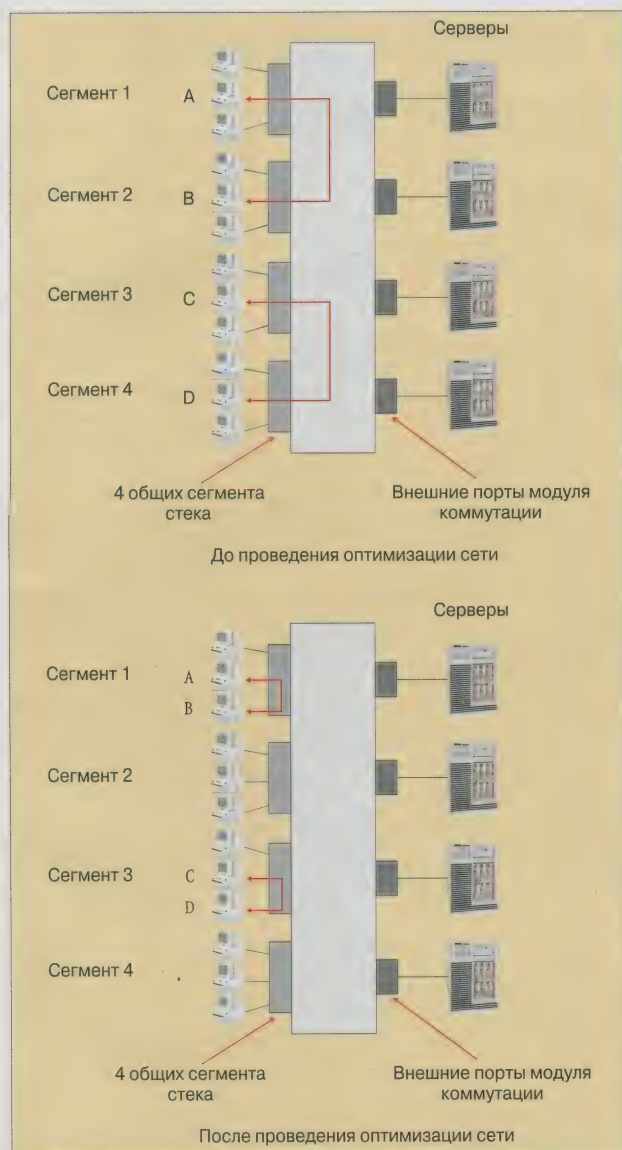 Серверы
Сегмент 1 A
Сегмент 2 B
Сегмент 3 C
Сегмент 4 D
4 общих сегмента
стека
Внешние порты модуля
коммутации
До проведения оптимизации сети
Серверы
Сегмент 1 A
B
Сегмент 2
Сегмент 3 C
D
Сегмент 4
4 общих сегмента
стека
Внешние порты модуля
коммутации
После проведения оптимизации сети